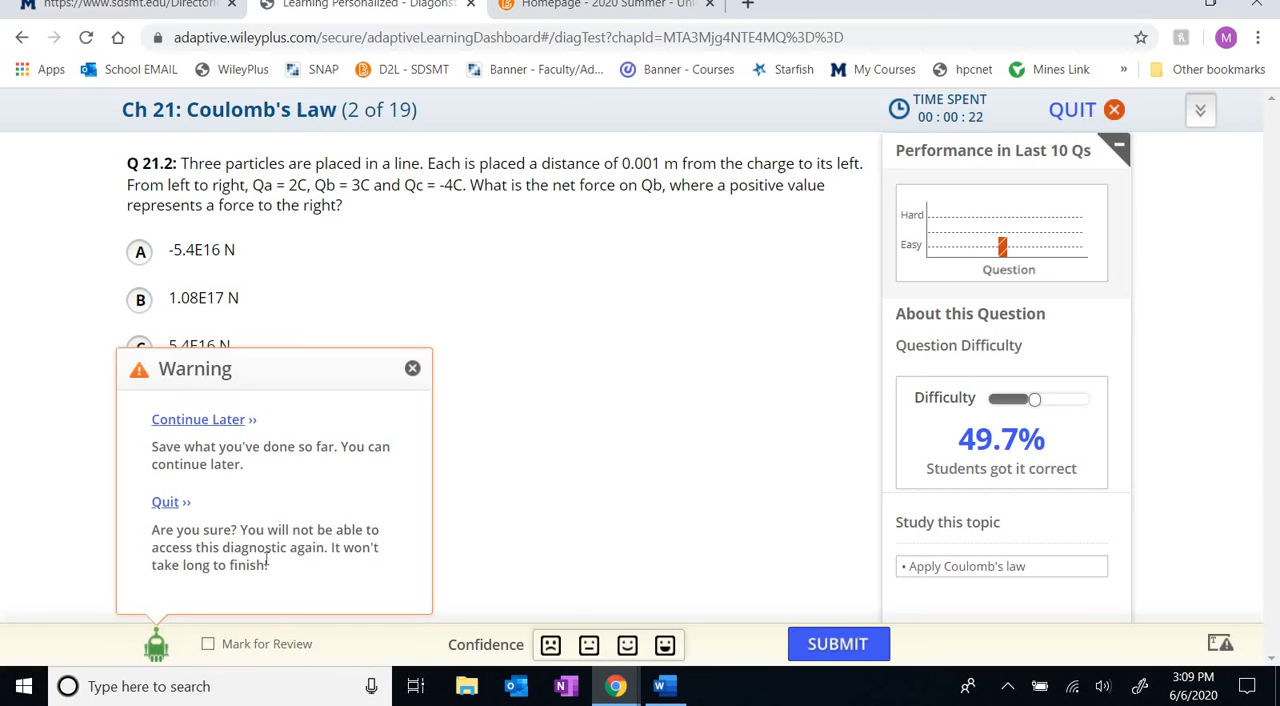 https://www.sdsmt.edu/Director
Learning Personalized - Diagonst
Homepage - 2020 Summer - Uni
adaptive.wileyplus.com/secure/adaptiveLearningDashboard#/diagTest?chapId=MTA3Mjg4NTE4MQ%3D%3D
M
Apps School EMAIL WileyPlus SNAP D2L - SDSMT Banner - Faculty/Ad... Banner - Courses Starfish My Courses hpcnet Mines Link » Other bookmarks
Ch 21: Coulomb's Law (2 of 19)
TIME SPENT
00 : 00 : 22
QUIT
Q 21.2: Three particles are placed in a line. Each is placed a distance of 0.001 m from the charge to its left.
From left to right, Qa = 2C, Qb = 3C and Qc = -4C. What is the net force on Qb, where a positive value
represents a force to the right?
A -5.4E16 N
B 1.08E17 N
C 5.4E16 N
Warning
Continue Later ››
Save what you've done so far. You can
continue later.
Quit ››
Are you sure? You will not be able to
access this diagnostic again. It won't
take long to finish!
Performance in Last 10 Qs
Hard
Easy
Question
About this Question
Question Difficulty
Difficulty
49.7%
Students got it correct
Study this topic
• Apply Coulomb's law
Mark for Review
Confidence
SUBMIT
Type here to search
3:09 PM
6/6/2020